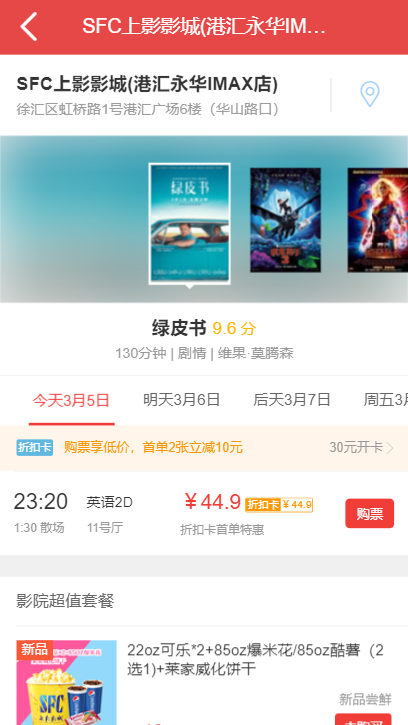 SFC上影影城(港汇永华IM...
SFC上影影城(港汇永华IMAX店)
徐汇区虹桥路1号港汇广场6楼（华山路口）
绿皮书
绿皮书 9.6 分
130分钟 | 剧情 | 维果·莫腾森
今天3月5日 明天3月6日 后天3月7日 周五3月
折扣卡 购票享低价，首单2张立减10元 30元开卡
23:20 英语2D ￥44.9 折扣卡 ￥44.9 购票
1:30 散场 11号厅 折扣卡首单特惠
影院超值套餐
新品
22oz可乐*2+85oz爆米花/85oz酷薯（2
选1)+莱家威化饼干
SFC
新品尝鲜